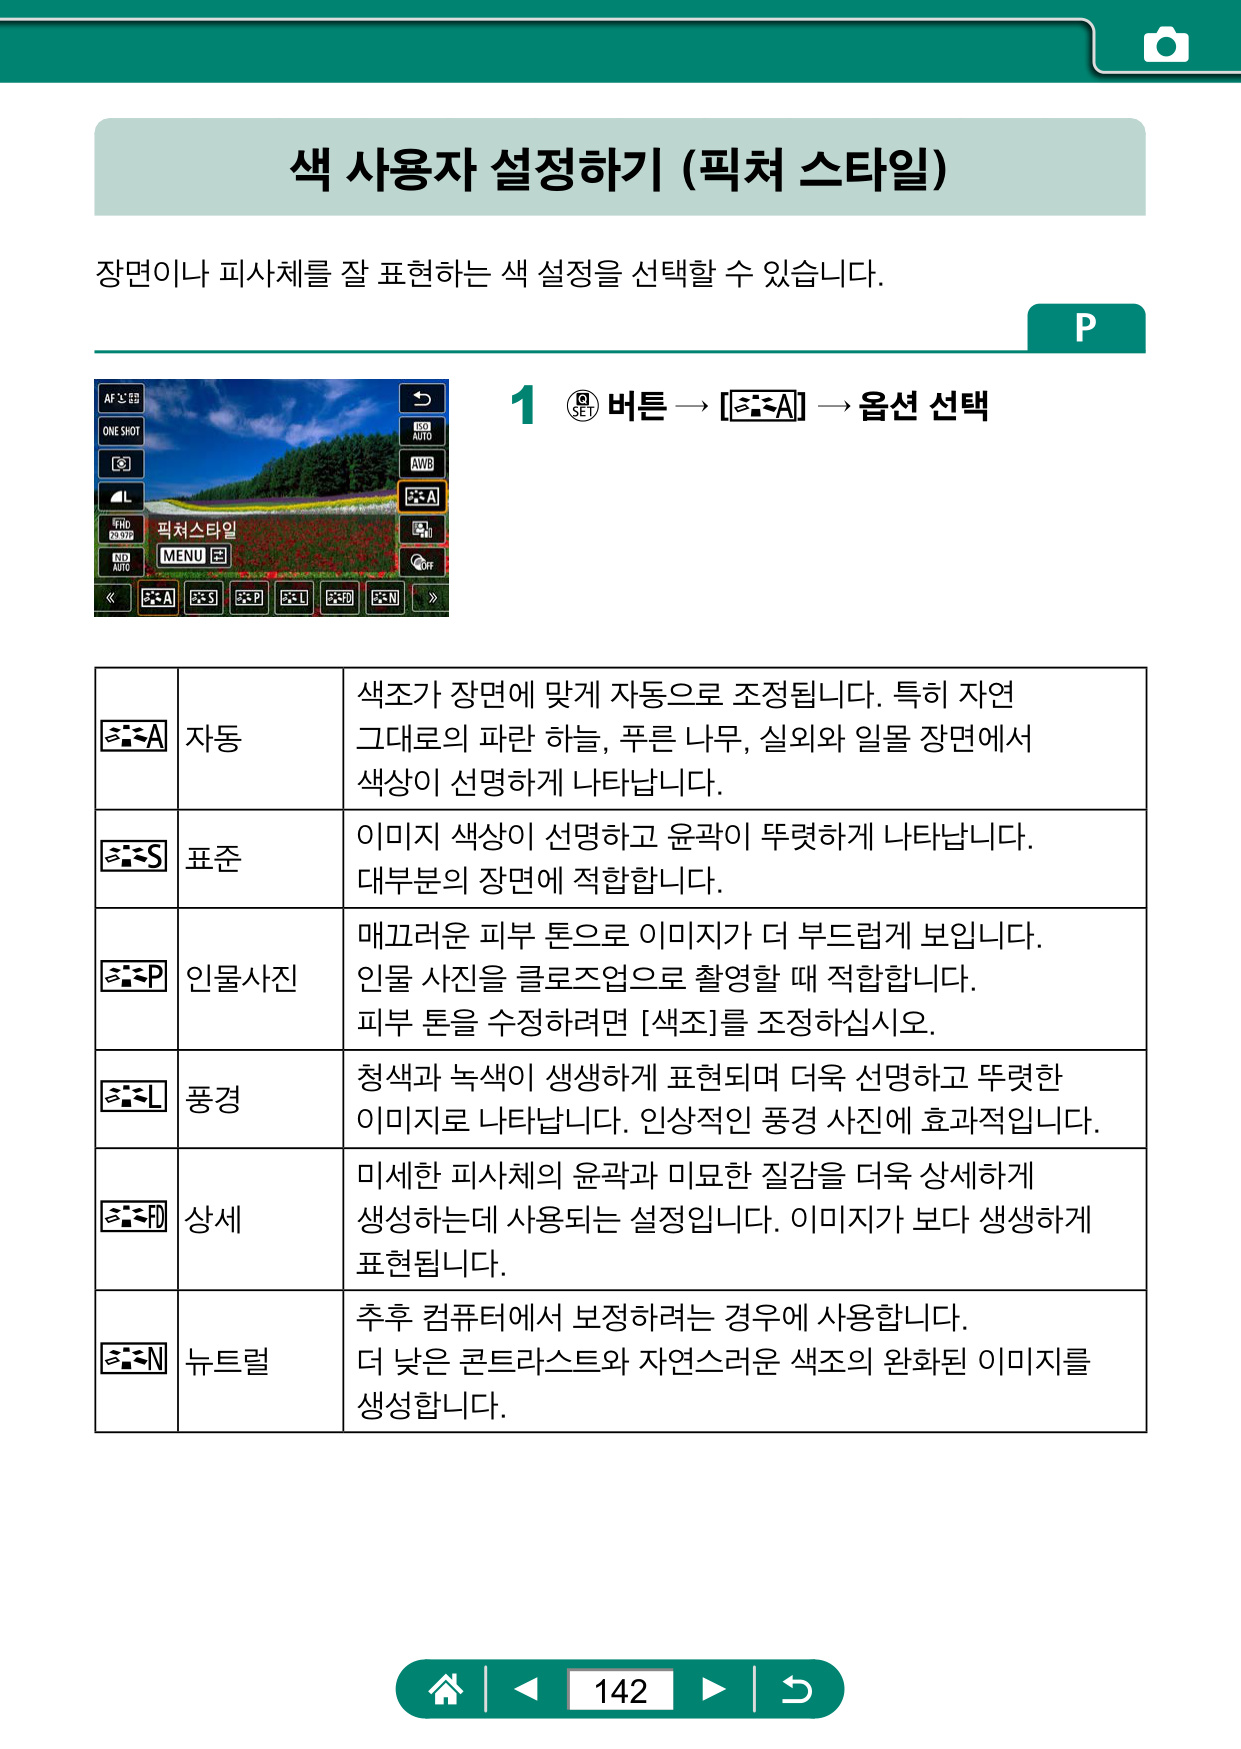 색 사용자 설정하기 (픽쳐 스타일)
장면이나 피사체를 잘 표현하는 색 설정을 선택할 수 있습니다.
P
AF
ONE SHOT
L
FHD
29.97P
ND
AUTO
ISO
AUTO
AWB
A
OFF
픽쳐스타일
MENU
« A S P L FD N »
1 Q SET 버튼 → [A] → 옵션 선택
A 자동
색조가 장면에 맞게 자동으로 조정됩니다. 특히 자연
그대로의 파란 하늘, 푸른 나무, 실외와 일몰 장면에서
색상이 선명하게 나타납니다.
S 표준
이미지 색상이 선명하고 윤곽이 뚜렷하게 나타납니다.
대부분의 장면에 적합합니다.
P 인물사진
매끄러운 피부 톤으로 이미지가 더 부드럽게 보입니다.
인물 사진을 클로즈업으로 촬영할 때 적합합니다.
피부 톤을 수정하려면 [색조]를 조정하십시오.
L 풍경
청색과 녹색이 생생하게 표현되며 더욱 선명하고 뚜렷한
이미지로 나타납니다. 인상적인 풍경 사진에 효과적입니다.
FD 상세
미세한 피사체의 윤곽과 미묘한 질감을 더욱 상세하게
생성하는데 사용되는 설정입니다. 이미지가 보다 생생하게
표현됩니다.
N 뉴트럴
추후 컴퓨터에서 보정하려는 경우에 사용합니다.
더 낮은 콘트라스트와 자연스러운 색조의 완화된 이미지를
생성합니다.
142